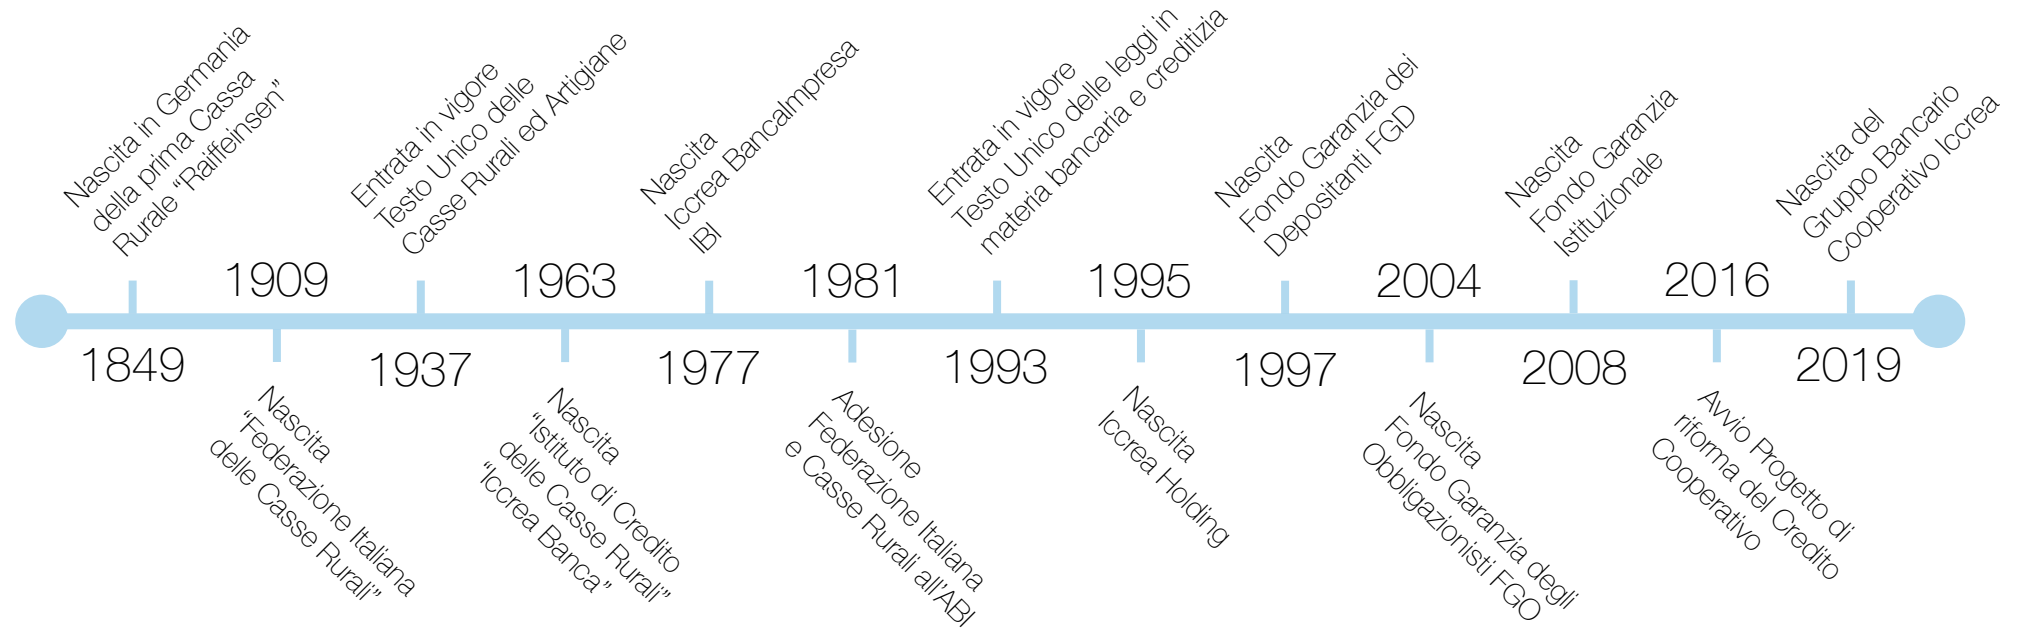 Nascita in Germania
della prima Cassa
Rurale “Raiffeinsen”
1849
1909
Nascita
“Federazione Italiana
delle Casse Rurali”
Entrata in vigore
Testo Unico delle
Casse Rurali ed Artigiane
1937
1963
Nascita
“Istituto di Credito
delle Casse Rurali”
“Iccrea Banca”
Nascita
Iccrea BancaImpresa
IBI
1977
1981
Adesione
Federazione Italiana
e Casse Rurali all’ABI
Entrata in vigore
Testo Unico delle leggi in
materia bancaria e creditizia
1993
1995
Nascita
Iccrea Holding
Nascita
Fondo Garanzia dei
Depositanti FGD
1997
2004
Nascita
Fondo Garanzia degli
Obbligazionisti FGO
Nascita
Fondo Garanzia
Istituzionale
2008
2016
Avvio Progetto di
riforma del Credito
Cooperativo
Nascita del
Gruppo Bancario
Cooperativo Iccrea
2019